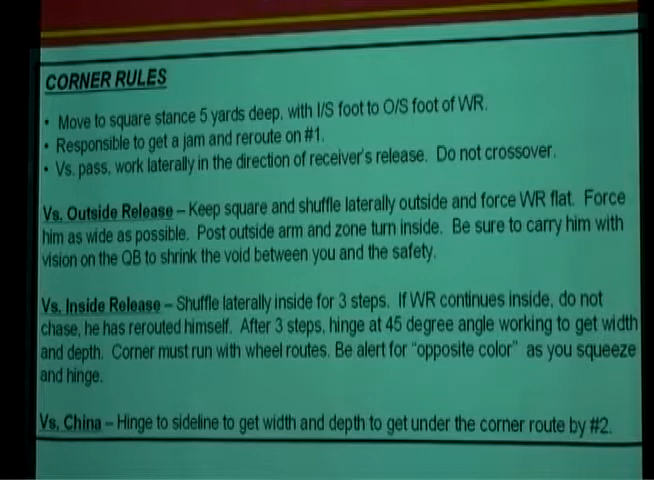 CORNER RULES
• Move to square stance 5 yards deep, with I/S foot to O/S foot of WR.
• Responsible to get a jam and reroute on #1.
• Vs. pass, work laterally in the direction of receiver's release. Do not crossover.
Vs. Outside Release – Keep square and shuffle laterally outside and force WR flat. Force
him as wide as possible. Post outside arm and zone turn inside. Be sure to carry him with
vision on the QB to shrink the void between you and the safety.
Vs. Inside Release – Shuffle laterally inside for 3 steps. If WR continues inside, do not
chase, he has rerouted himself. After 3 steps, hinge at 45 degree angle working to get width
and depth. Corner must run with wheel routes. Be alert for "opposite color" as you squeeze
and hinge.
Vs. China – Hinge to sideline to get width and depth to get under the corner route by #2.